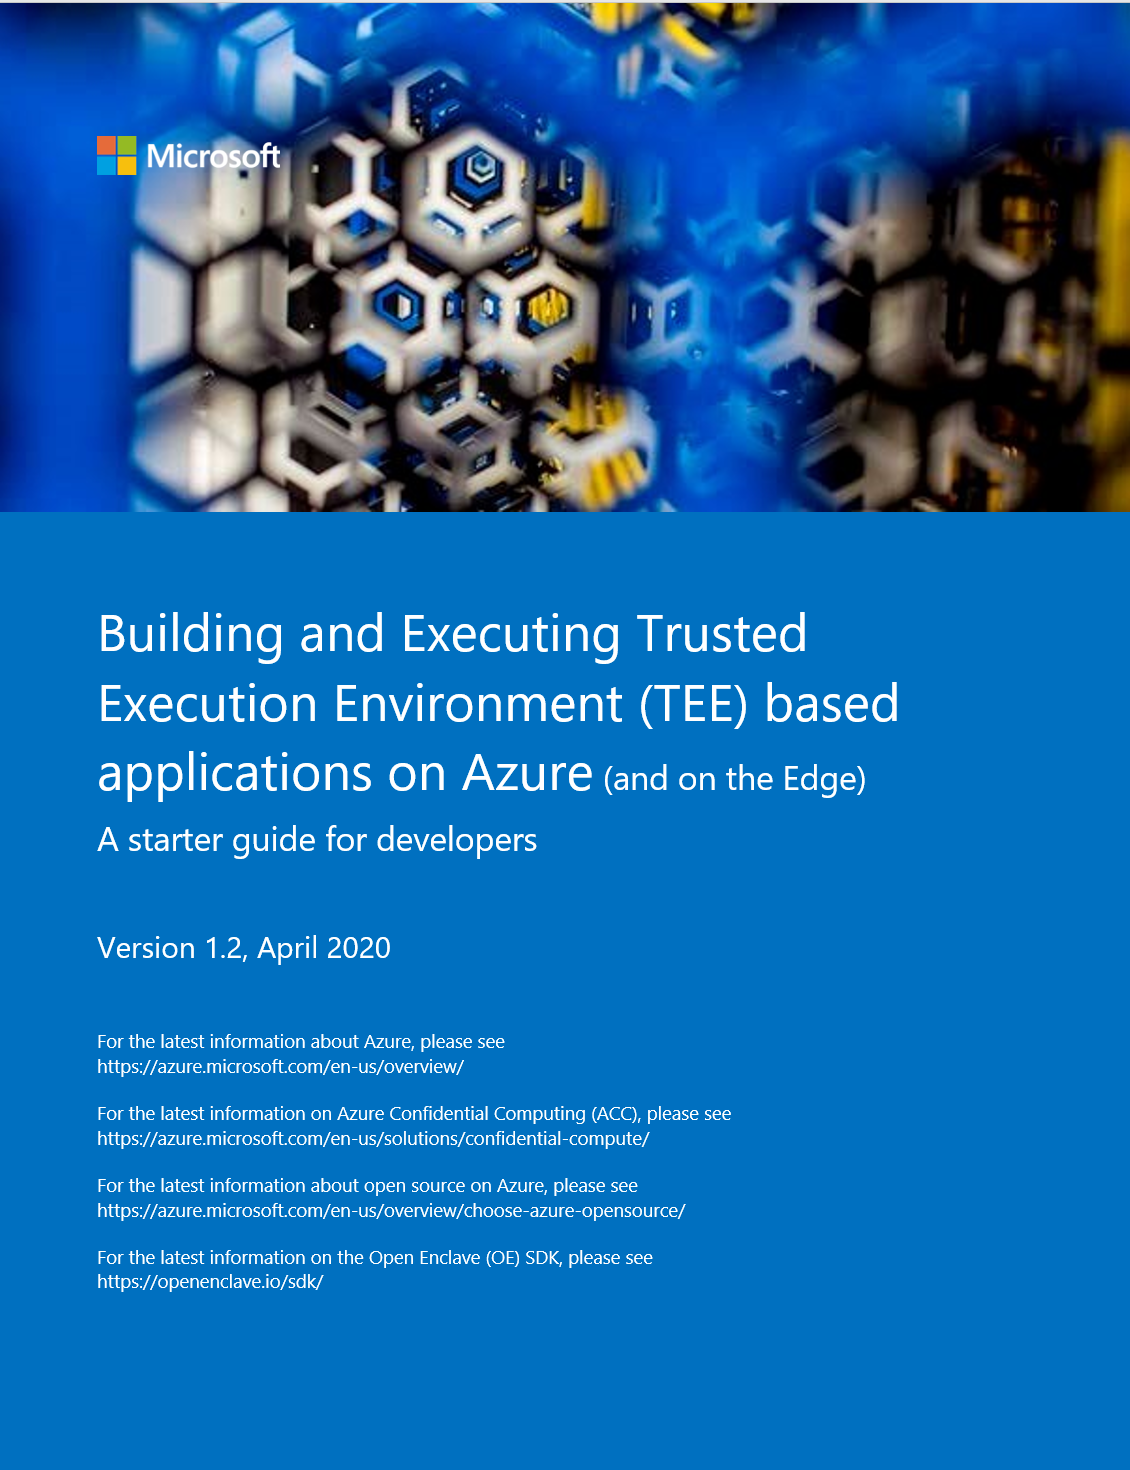 Microsoft
Building and Executing Trusted
Execution Environment (TEE) based
applications on Azure (and on the Edge)
A starter guide for developers
Version 1.2, April 2020
For the latest information about Azure, please see
https://azure.microsoft.com/en-us/overview/
For the latest information on Azure Confidential Computing (ACC), please see
https://azure.microsoft.com/en-us/solutions/confidential-compute/
For the latest information about open source on Azure, please see
https://azure.microsoft.com/en-us/overview/choose-azure-opensource/
For the latest information on the Open Enclave (OE) SDK, please see
https://openenclave.io/sdk/